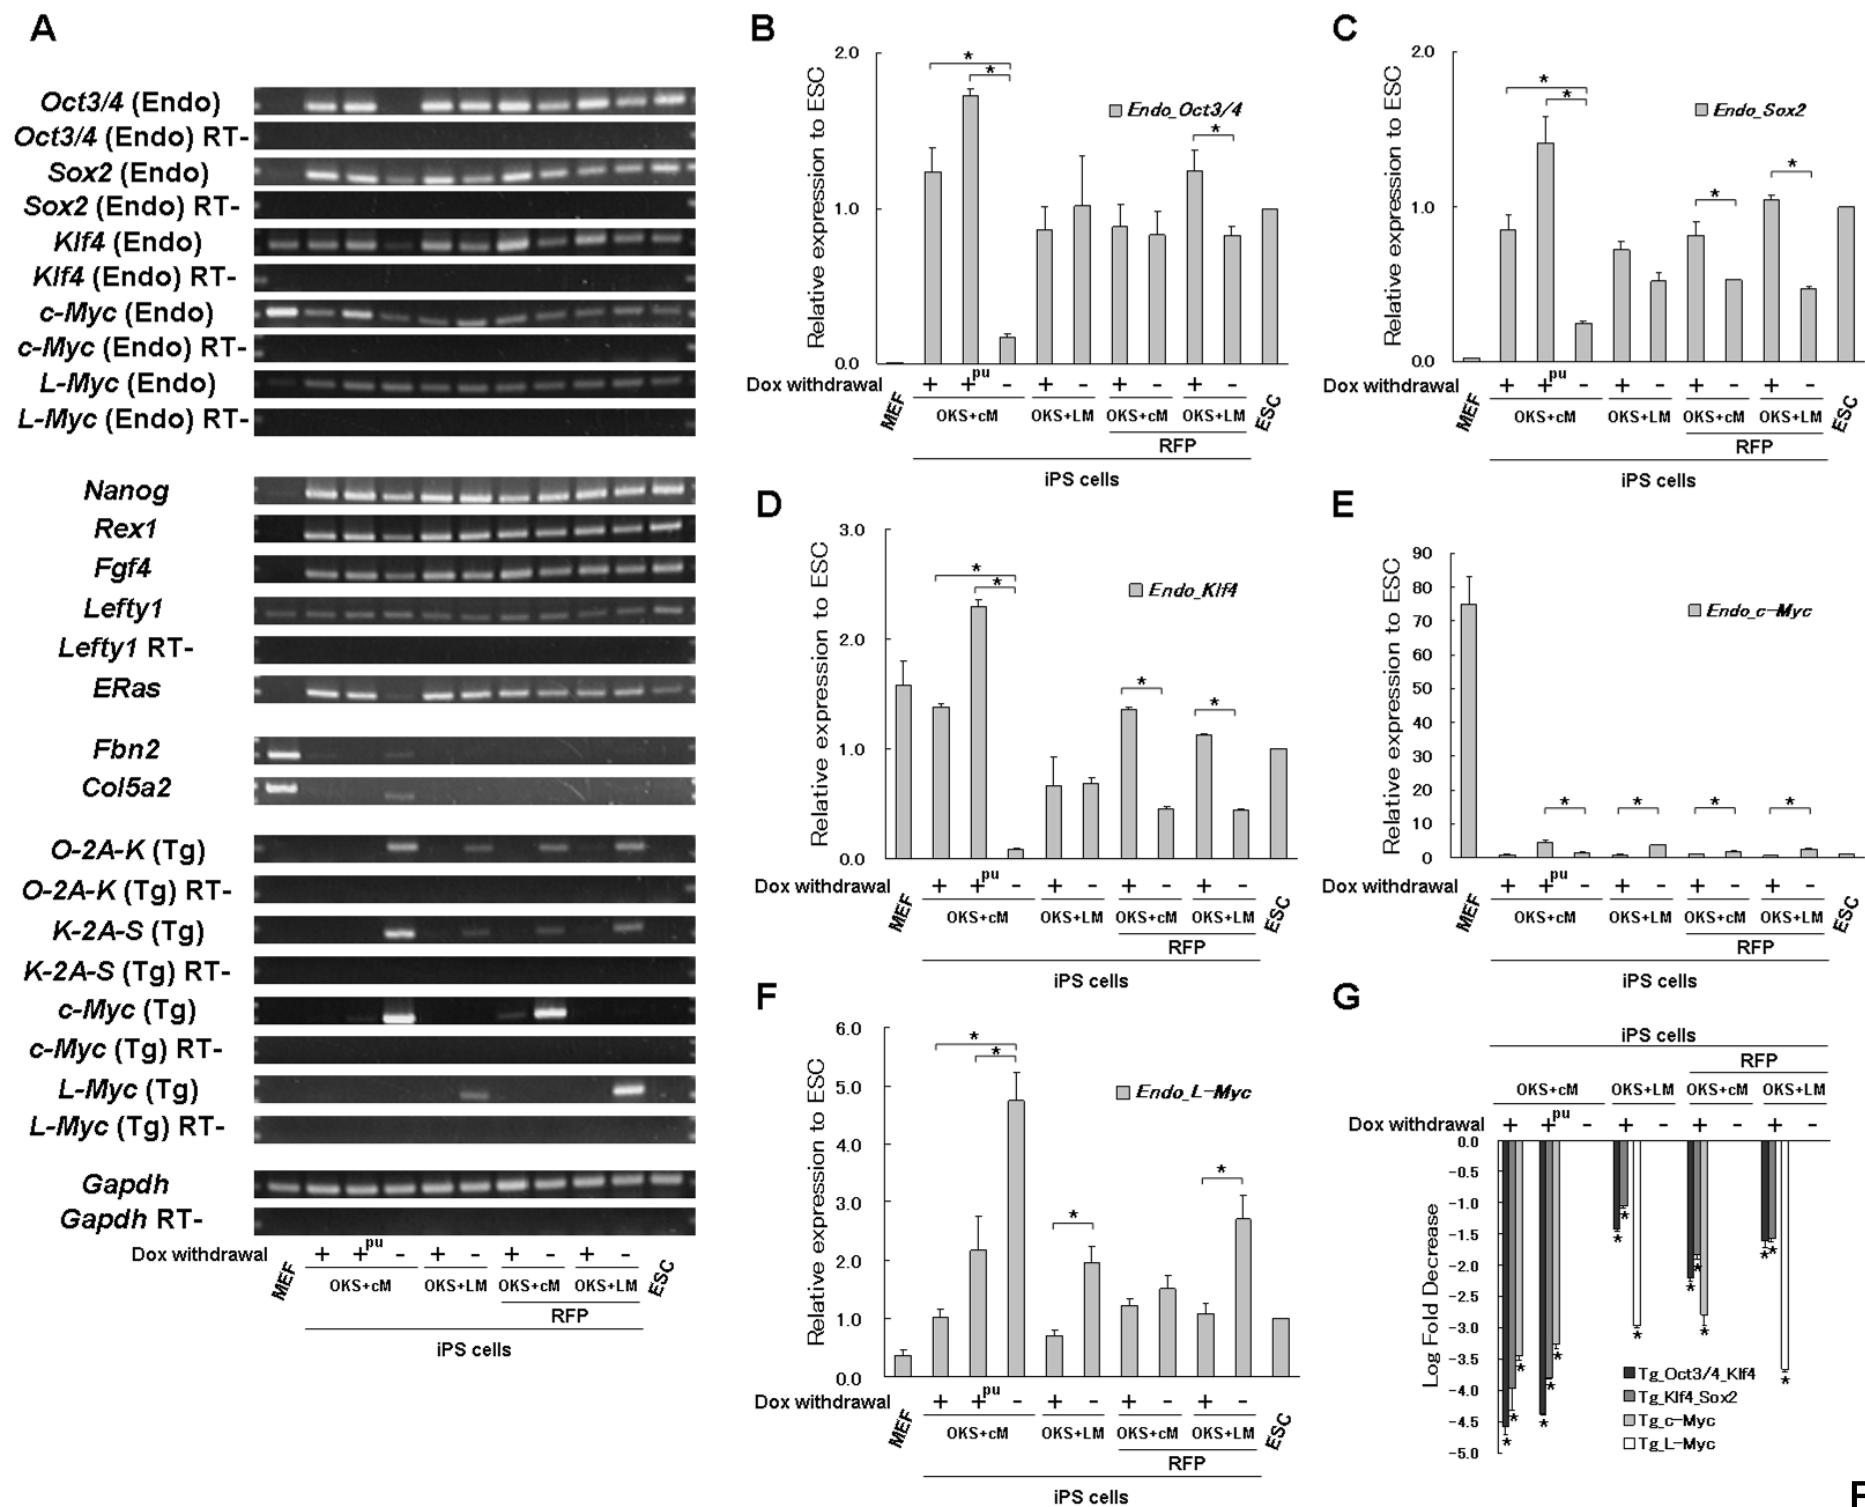 A
Oct3/4 (Endo)
Oct3/4 (Endo) RT-
Sox2 (Endo)
Sox2 (Endo) RT-
Klf4 (Endo)
Klf4 (Endo) RT-
c-Myc (Endo)
c-Myc (Endo) RT-
L-Myc (Endo)
L-Myc (Endo) RT-
Nanog
Rex1
Fgf4
Lefty1
Lefty1 RT-
ERas
Fbn2
Col5a2
O-2A-K (Tg)
O-2A-K (Tg) RT-
K-2A-S (Tg)
K-2A-S (Tg) RT-
c-Myc (Tg)
c-Myc (Tg) RT-
L-Myc (Tg)
L-Myc (Tg) RT-
Gapdh
Gapdh RT-
Dox withdrawal + +pu - + - + - + -
MEF OKS+cM OKS+LM OKS+cM OKS+LM ESC
RFP
iPS cells
B
Relative expression to ESC
2.0
1.0
0.0
* * *
Endo_Oct3/4
Dox withdrawal + +pu - + - + - + -
MEF OKS+cM OKS+LM OKS+cM OKS+LM ESC
RFP
iPS cells
C
Relative expression to ESC
2.0
1.0
0.0
* * * *
Endo_Sox2
Dox withdrawal + +pu - + - + - + -
MEF OKS+cM OKS+LM OKS+cM OKS+LM ESC
RFP
iPS cells
D
Relative expression to ESC
3.0
2.0
1.0
0.0
* * * *
Endo_Klf4
Dox withdrawal + +pu - + - + - + -
MEF OKS+cM OKS+LM OKS+cM OKS+LM ESC
RFP
iPS cells
E
Relative expression to ESC
90
80
70
60
50
40
30
20
10
0
* * * *
Endo_c-Myc
Dox withdrawal + +pu - + - + - + -
MEF OKS+cM OKS+LM OKS+cM OKS+LM ESC
RFP
iPS cells
F
Relative expression to ESC
6.0
5.0
4.0
3.0
2.0
1.0
0.0
* * * *
Endo_L-Myc
Dox withdrawal + +pu - + - + - + -
MEF OKS+cM OKS+LM OKS+cM OKS+LM ESC
RFP
iPS cells
G
iPS cells
RFP
OKS+cM OKS+LM OKS+cM OKS+LM
Dox withdrawal + +pu - + - + - + -
Log Fold Decrease
0.0
-0.5
-1.0
-1.5
-2.0
-2.5
-3.0
-3.5
-4.0
-4.5
-5.0
* * * * * * * * * * * * * * *
Tg_Oct3/4_Klf4
Tg_Klf4_Sox2
Tg_c-Myc
Tg_L-Myc